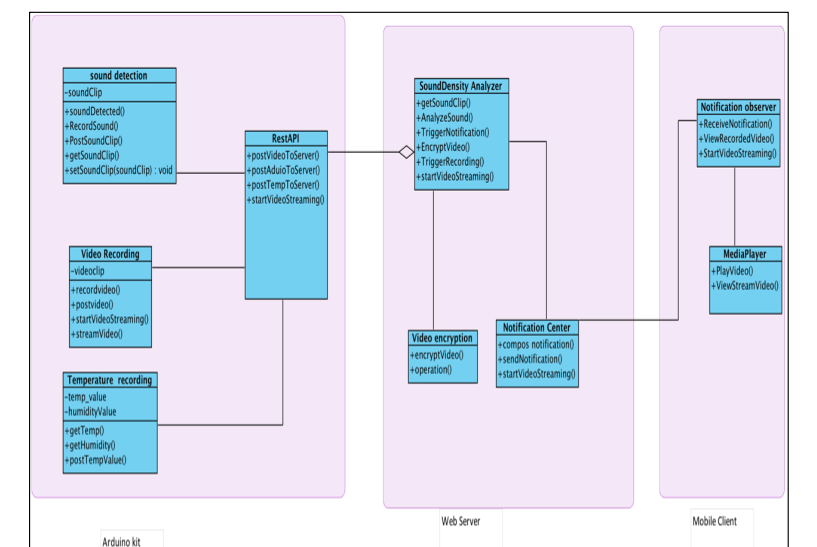 sound detection
-soundClip
+soundDetected()
+RecordSound()
+PostSoundClip()
+getSoundClip()
+setSoundClip(soundClip) : void
Video Recording
-videoclip
+recordvideo()
+postvideo()
+startVideoStreaming()
+streamVideo()
Temperature recording
-temp_value
-humidityValue
+getTemp()
+getHumidity()
+postTempValue()
RestAPI
+postVideoToServer()
+postAduioToServer()
+postTempToServer()
+startVideoStreaming()
Arduino kit
SoundDensity Analyzer
+getSoundClip()
+AnalyzeSound()
+TriggerNotification()
+EncryptVideo()
+TriggerRecording()
+startVideoStreaming()
Video encryption
+encryptVideo()
+operation()
Notification Center
+compos notification()
+sendNotification()
+startVideoStreaming()
Web Server
Notification observer
+ReceiveNotification()
+ViewRecordedVideo()
+StartVideoStreaming()
MediaPlayer
+PlayVideo()
+ViewStreamVideo()
Mobile Client